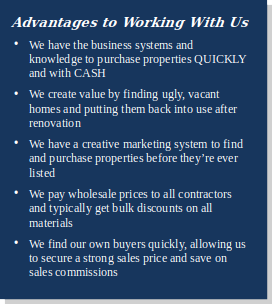 Advantages to Working With Us
• We have the business systems and
knowledge to purchase properties QUICKLY
and with CASH
• We create value by finding ugly, vacant
homes and putting them back into use after
renovation
• We have a creative marketing system to find
and purchase properties before they're ever
listed
• We pay wholesale prices to all contractors
and typically get bulk discounts on all
materials
• We find our own buyers quickly, allowing us
to secure a strong sales price and save on
sales commissions